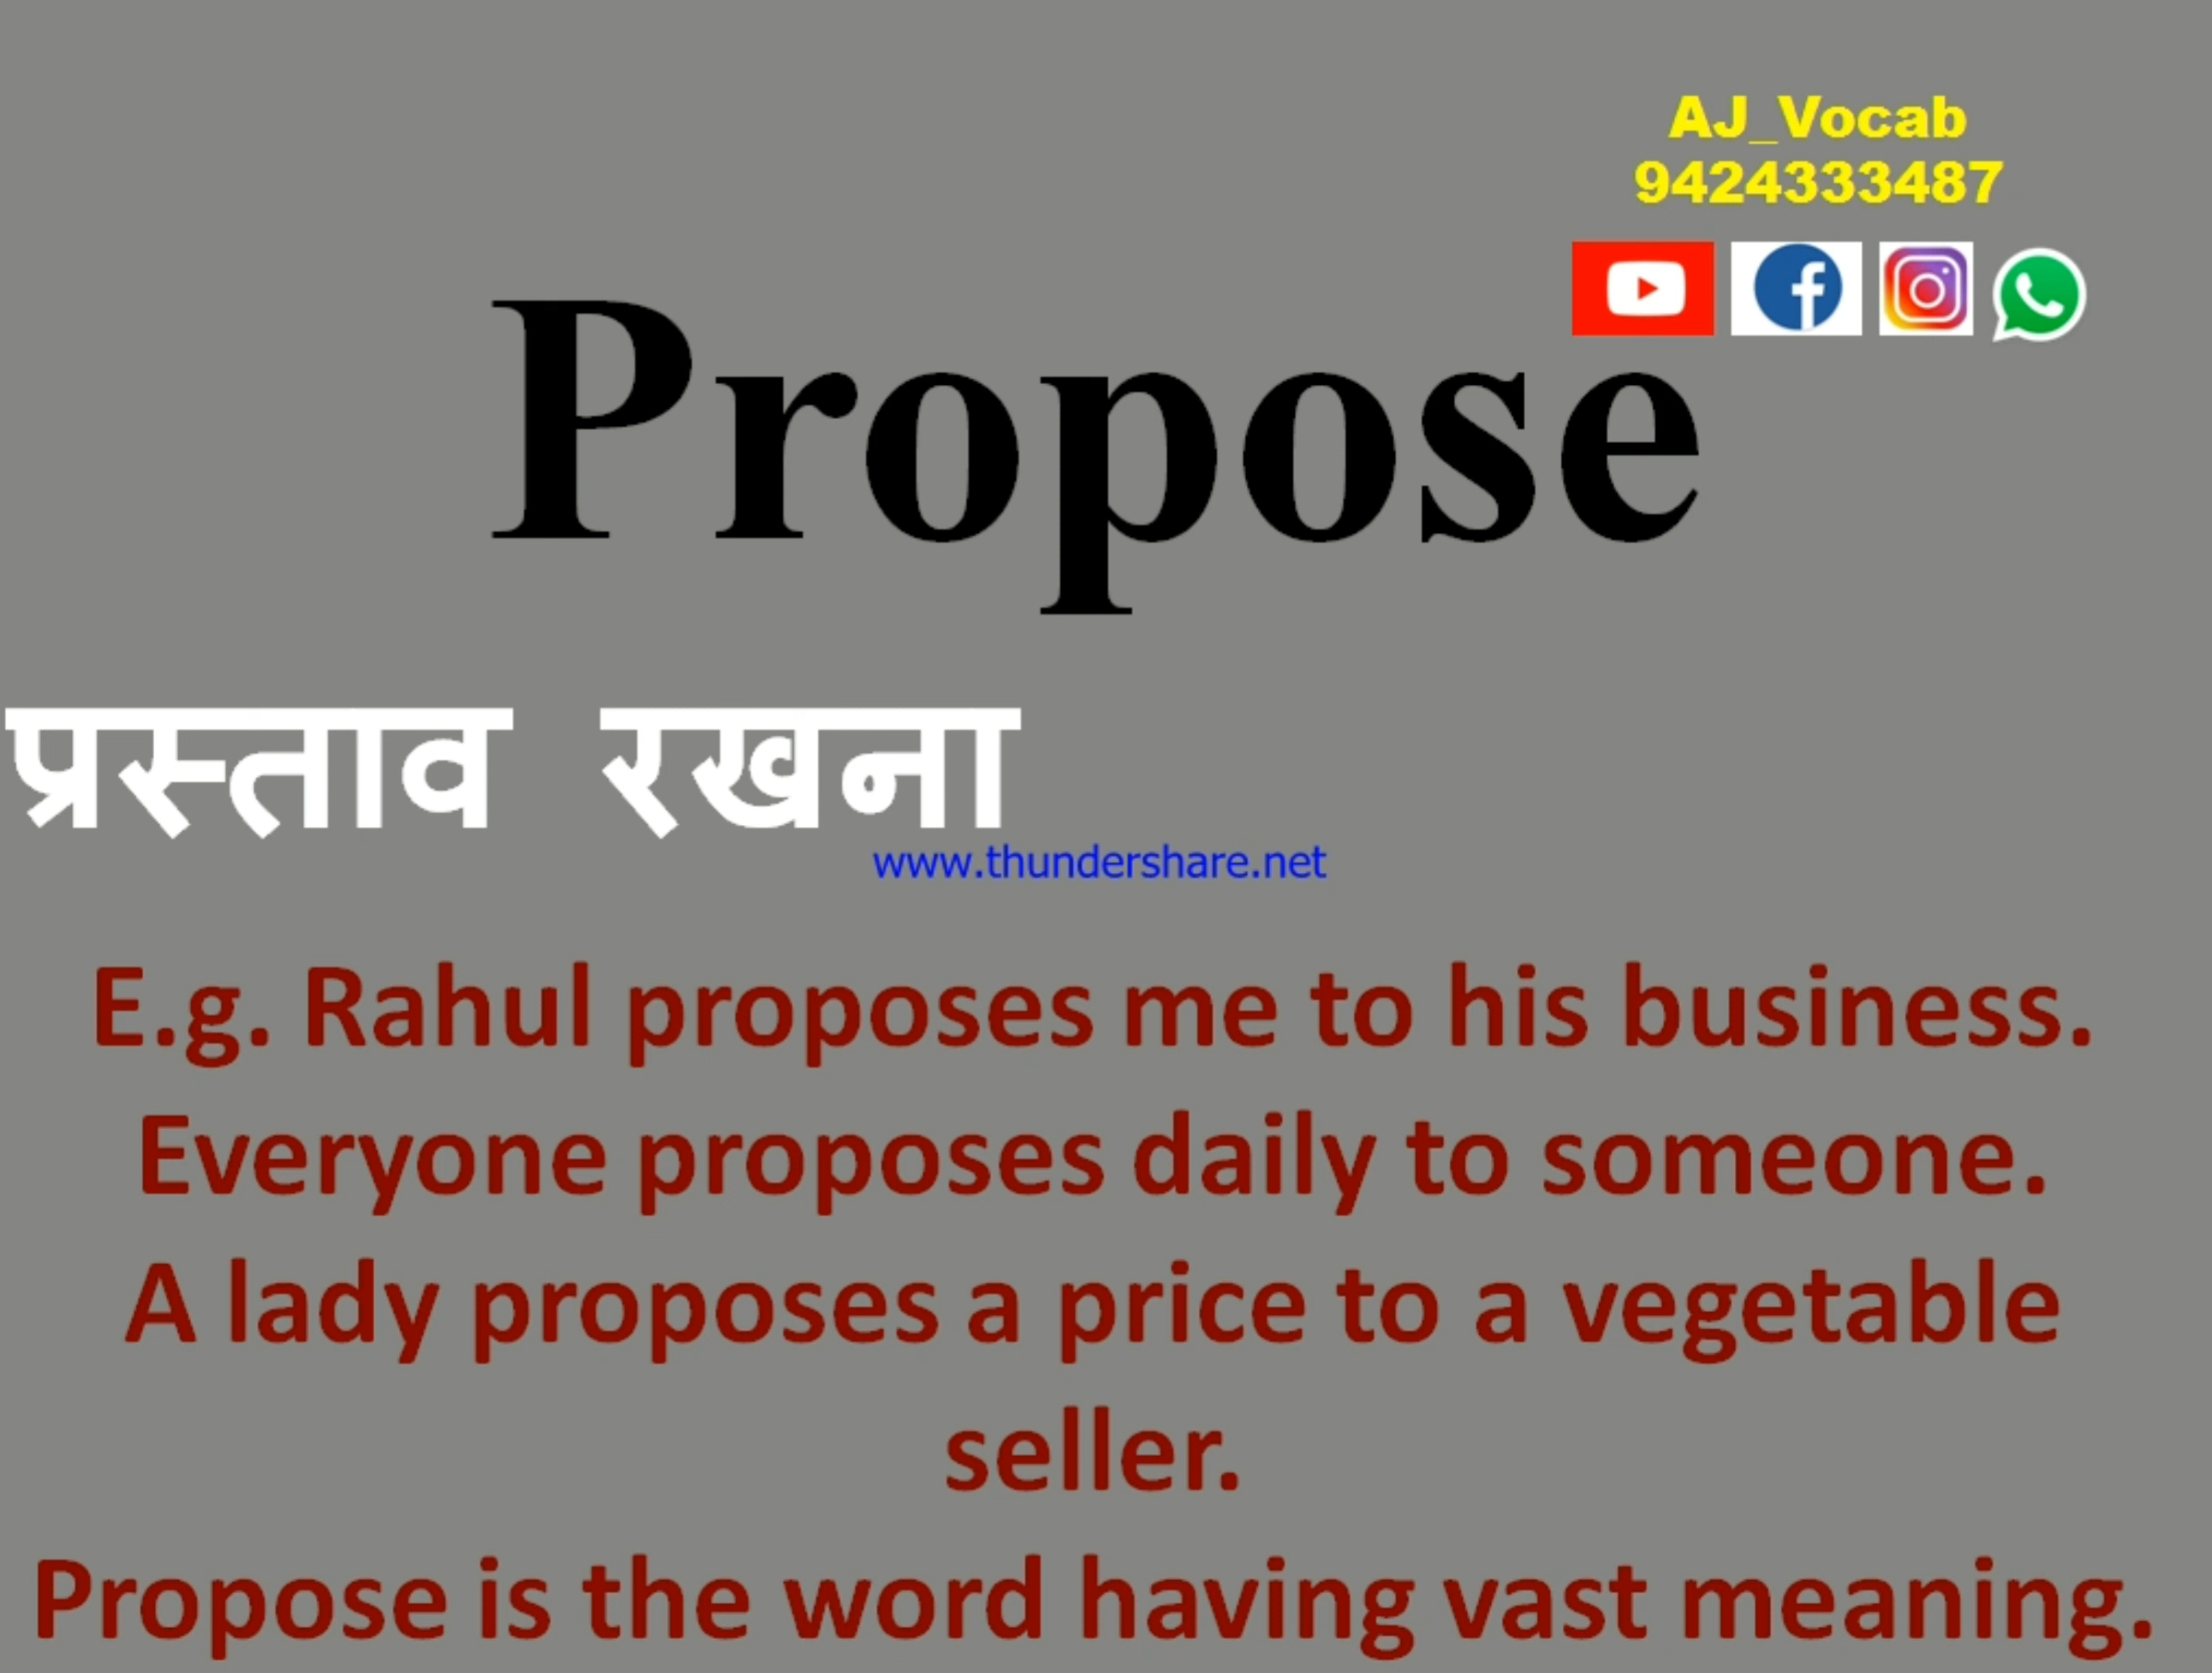 AJ_Vocab
9424333487
Propose
प्रस्ताव रखना
www.thundershare.net
E.g. Rahul proposes me to his business.
Everyone proposes daily to someone.
A lady proposes a price to a vegetable
seller.
Propose is the word having vast meaning.